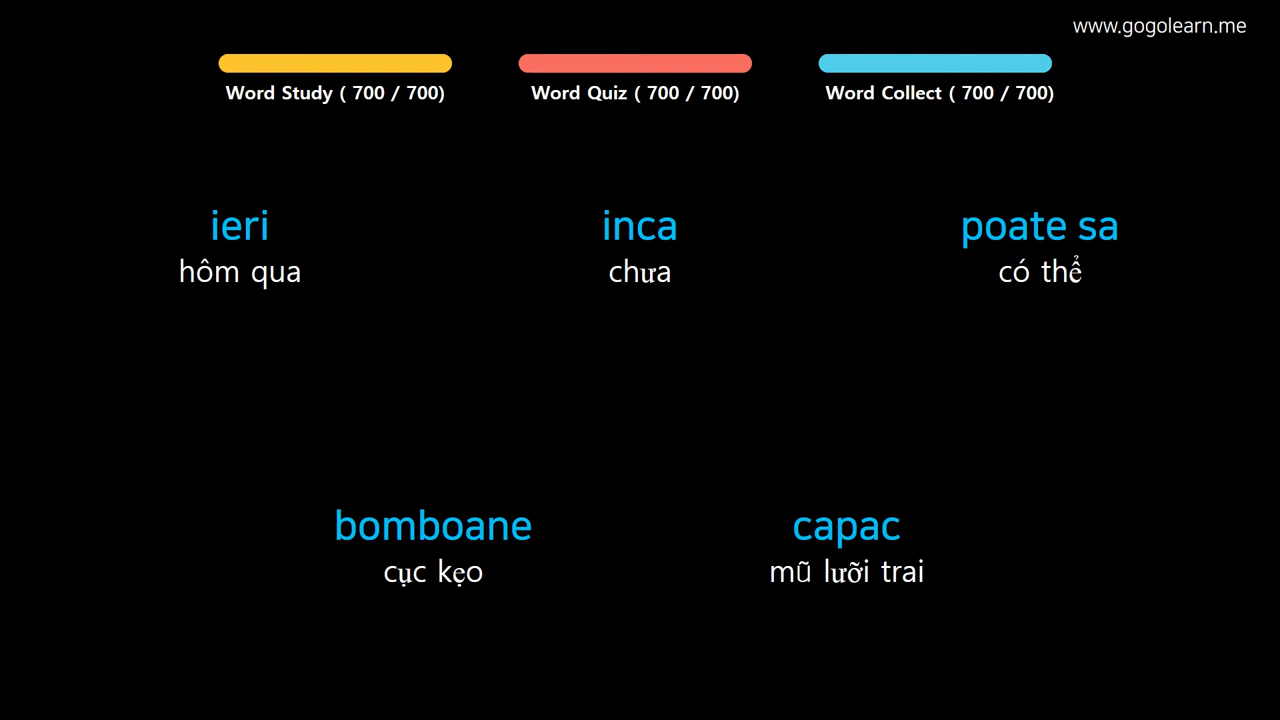 www.gogolearn.me
Word Study ( 700 / 700)
Word Quiz ( 700 / 700)
Word Collect ( 700 / 700)
ieri
hôm qua
inca
chưa
poate sa
có thể
bomboane
cục kẹo
capac
mũ lưỡi trai